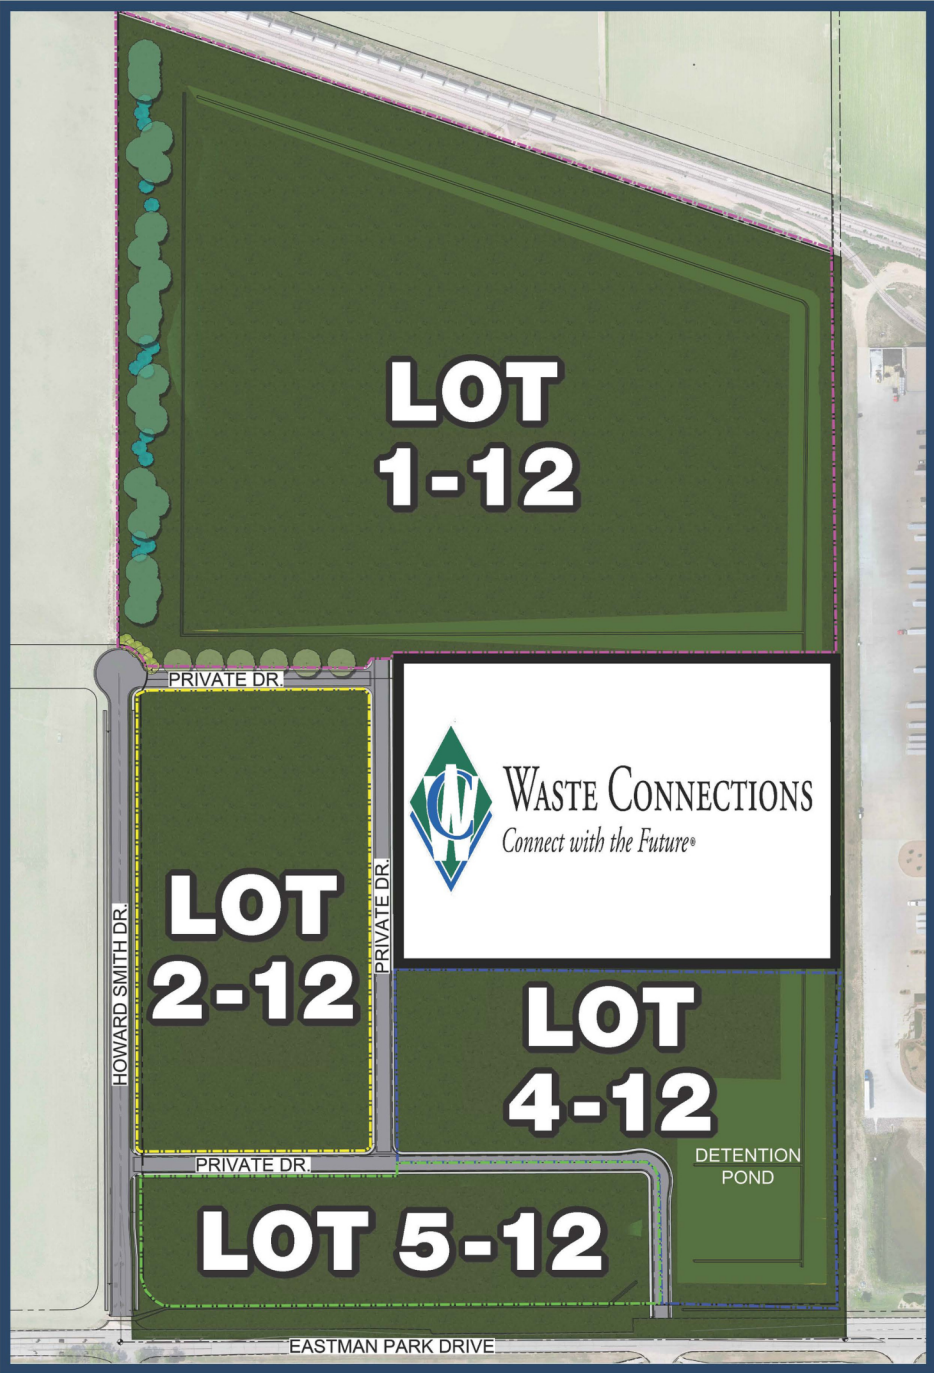 LOT
1-12
PRIVATE DR.
WASTE CONNECTIONS
Connect with the Future®
PRIVATE DR.
LOT
2-12
HOWARD SMITH DR.
LOT
4-12
DETENTION
POND
PRIVATE DR.
LOT 5-12
EASTMAN PARK DRIVE